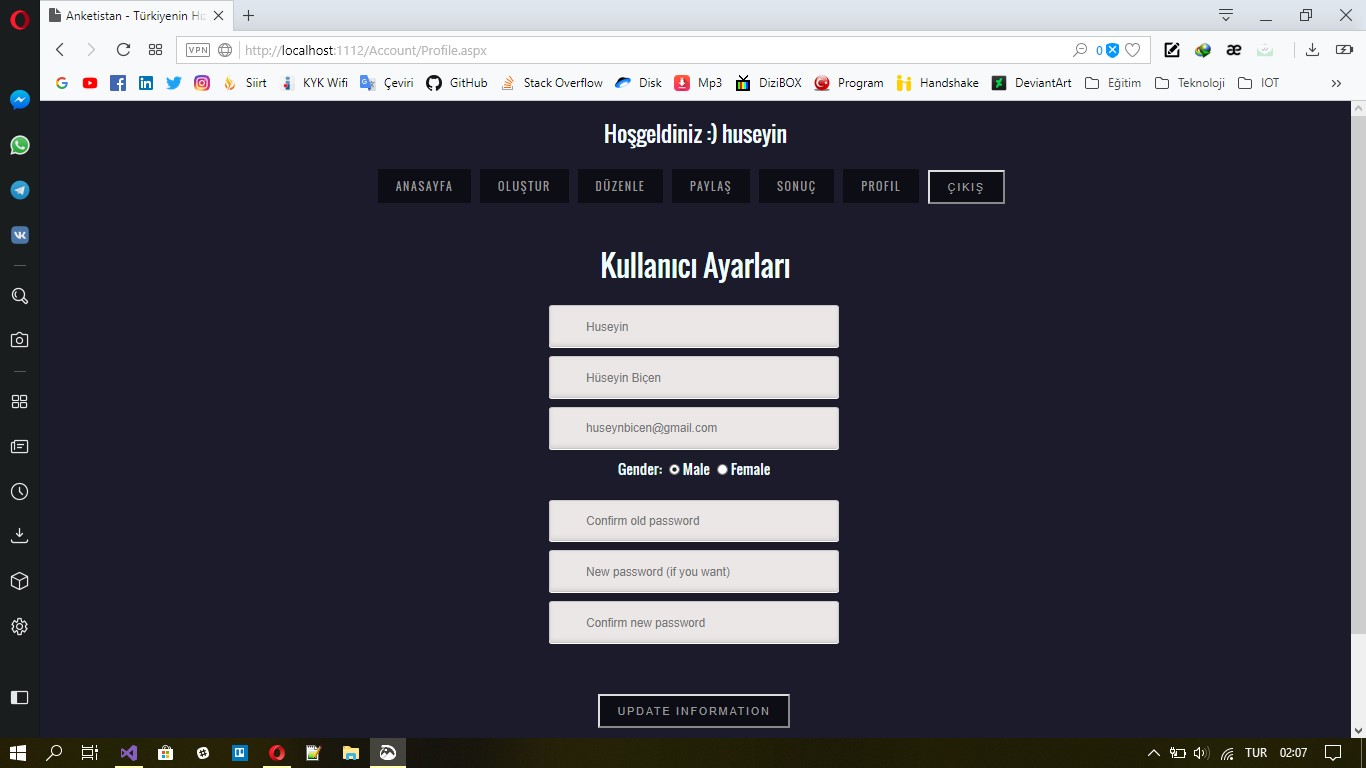 Anketistan - Türkiyenin Hı
VPN http://localhost:1112/Account/Profile.aspx 0
Siirt KYK Wifi Çeviri GitHub Stack Overflow Disk Mp3 DiziBOX Program Handshake DeviantArt Eğitim Teknoloji IOT
Hoşgeldiniz :) huseyin
ANASAYFA OLUŞTUR DÜZENLE PAYLAŞ SONUÇ PROFIL ÇIKIŞ
Kullanıcı Ayarları
Huseyin
Hüseyin Biçen
huseynbicen@gmail.com
Gender: Male Female
Confirm old password
New password (if you want)
Confirm new password
UPDATE INFORMATION
TUR 02:07